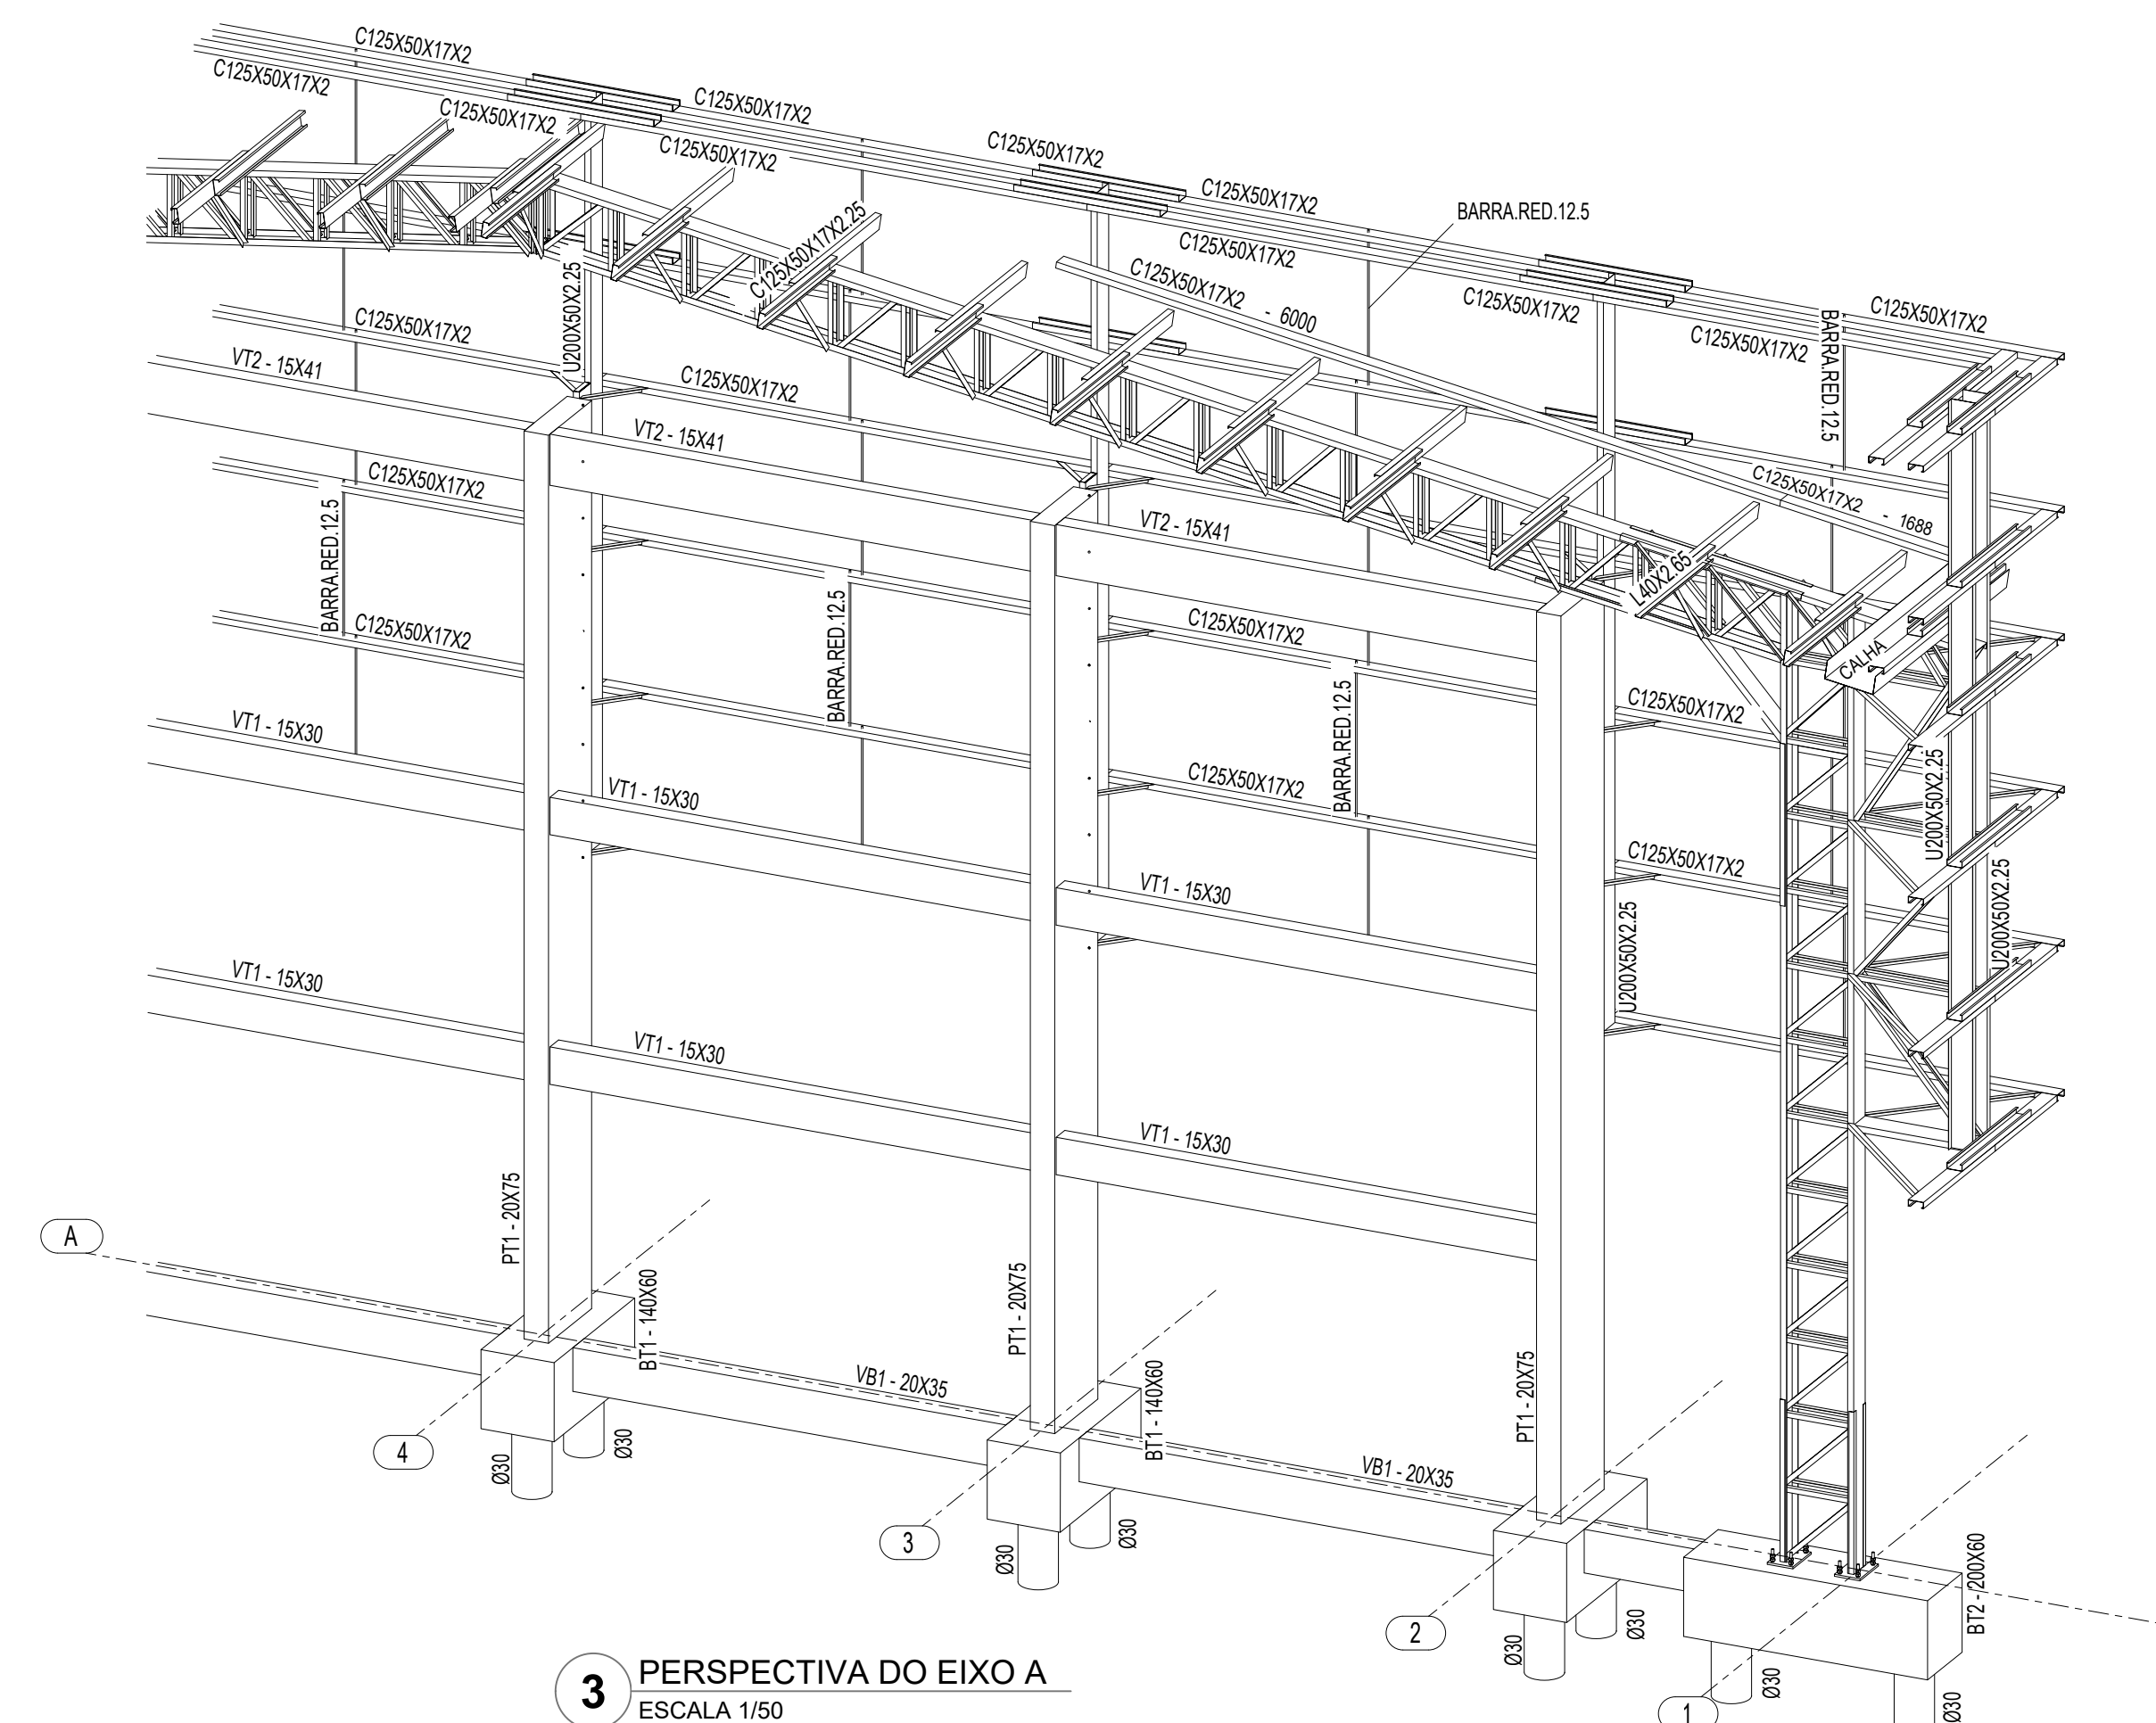 C125X50X17X2
C125X50X17X2
C125X50X17X2
C125X50X17X2
C125X50X17X2
C125X50X17X2
C125X50X17X2
C125X50X17X2
BARRA.RED.12.5
C125X50X17X2.25
U200X50X2.25
C125X50X17X2 - 6000
C125X50X17X2
C125X50X17X2
C125X50X17X2
BARRA.RED.12.5
C125X50X17X2
C125X50X17X2
VT2 - 15X41
C125X50X17X2
VT2 - 15X41
C125X50X17X2
BARRA.RED.12.5
VT2 - 15X41
C125X50X17X2 - 1688
L40X2.65
BARRA.RED.12.5
C125X50X17X2
C125X50X17X2
BARRA.RED.12.5
CALHA
C125X50X17X2
VT1 - 15X30
VT1 - 15X30
C125X50X17X2
U200X50X2.25
C125X50X17X2
VT1 - 15X30
U200X50X2.25
U200X50X2.25
VT1 - 15X30
VT1 - 15X30
VT1 - 15X30
PT1 - 20X75
A
BT1 - 140X60
PT1 - 20X75
VB1 - 20X35
BT1 - 140X60
PT1 - 20X75
4
Ø30
Ø30
VB1 - 20X35
3
Ø30
Ø30
BT2 - 200X60
2
Ø30
Ø30
1
Ø30
Ø30
3
PERSPECTIVA DO EIXO A
ESCALA 1/50